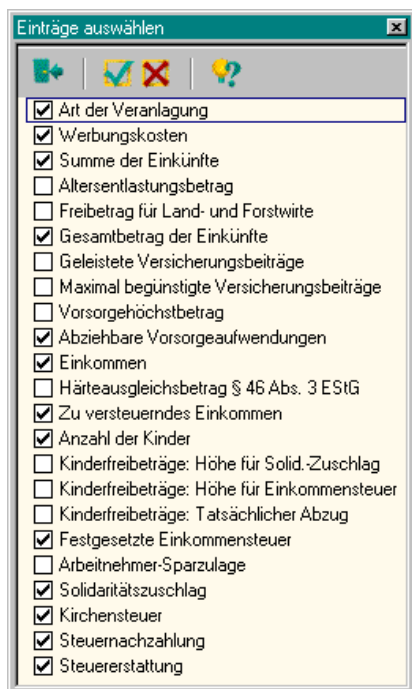 Einträge auswählen
Art der Veranlagung
Werbungskosten
Summe der Einkünfte
Altersentlastungsbetrag
Freibetrag für Land- und Forstwirte
Gesamtbetrag der Einkünfte
Geleistete Versicherungsbeiträge
Maximal begünstigte Versicherungsbeiträge
Vorsorgehöchstbetrag
Abziehbare Vorsorgeaufwendungen
Einkommen
Härteausgleichsbetrag § 46 Abs. 3 EStG
Zu versteuerndes Einkommen
Anzahl der Kinder
Kinderfreibeträge: Höhe für Solid.-Zuschlag
Kinderfreibeträge: Höhe für Einkommensteuer
Kinderfreibeträge: Tatsächlicher Abzug
Festgesetzte Einkommensteuer
Arbeitnehmer-Sparzulage
Solidaritätszuschlag
Kirchensteuer
Steuernachzahlung
Steuererstattung